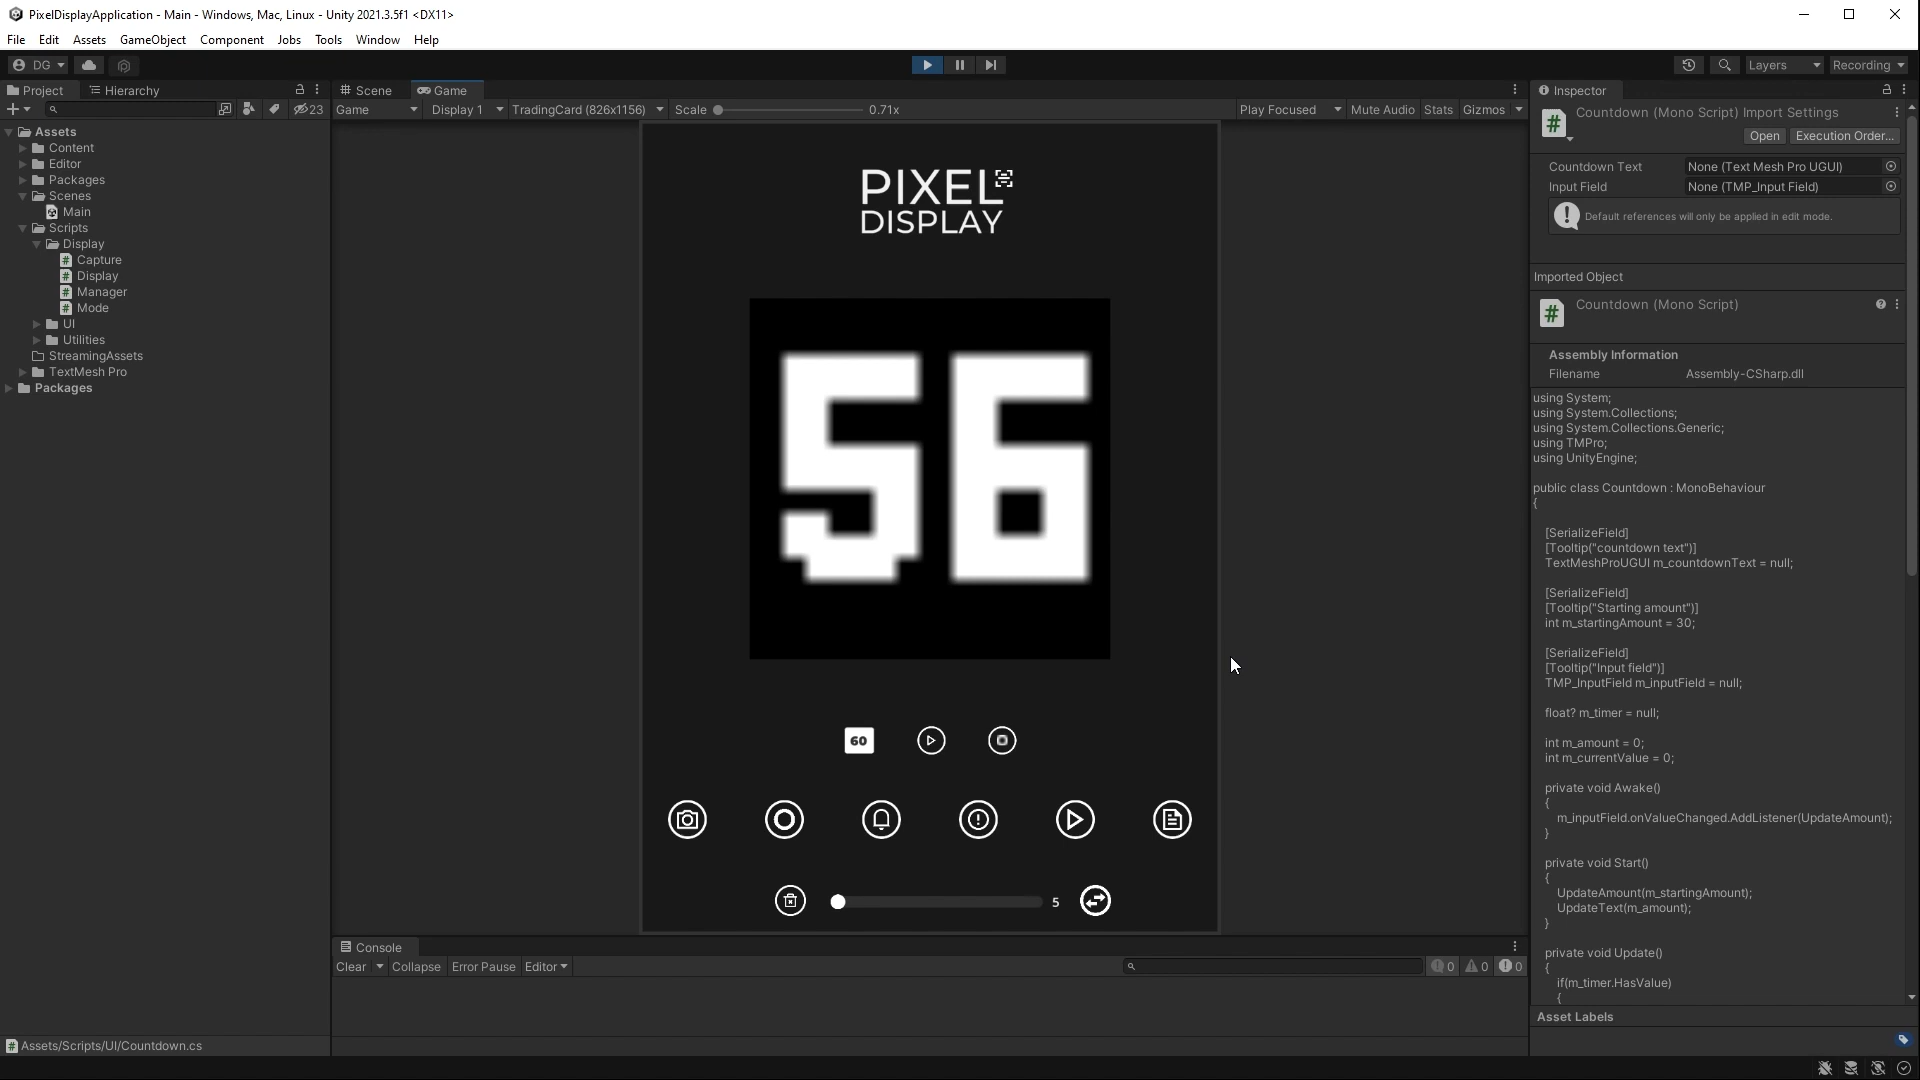 PixelDisplayApplication - Main - Windows, Mac, Linux - Unity 2021.3.5f1 <DX11>
File Edit Assets GameObject Component Jobs Tools Window Help
DG
Layers
Recording
Project
Hierarchy
23
Assets
Content
Editor
Packages
Scenes
Main
Scripts
Display
Capture
Display
Manager
Mode
UI
Utilities
StreamingAssets
TextMesh Pro
Packages
Assets/Scripts/UI/Countdown.cs
Scene
Game
Game
Display 1
TradingCard (826x1156)
Scale
0.71x
Play Focused
Mute Audio
Stats
Gizmos
PIXEL
DISPLAY
56
60
5
Console
Clear
Collapse
Error Pause
Editor
0
0
0
Inspector
Countdown (Mono Script) Import Settings
Open
Execution Order...
Countdown Text None (Text Mesh Pro UGUI)
Input Field None (TMP_Input Field)
Default references will only be applied in edit mode.
Imported Object
Countdown (Mono Script)
Assembly Information
Filename Assembly-CSharp.dll
using System;
using System.Collections;
using System.Collections.Generic;
using TMPro;
using UnityEngine;
public class Countdown : MonoBehaviour
{
[SerializeField]
[Tooltip("countdown text")]
TextMeshProUGUI m_countdownText = null;
[SerializeField]
[Tooltip("Starting amount")]
int m_startingAmount = 30;
[SerializeField]
[Tooltip("Input field")]
TMP_InputField m_inputField = null;
float? m_timer = null;
int m_amount = 0;
int m_currentValue = 0;
private void Awake()
{
m_inputField.onValueChanged.AddListener(UpdateAmount);
}
private void Start()
{
UpdateAmount(m_startingAmount);
UpdateText(m_amount);
}
private void Update()
{
if(m_timer.HasValue)
{
Asset Labels